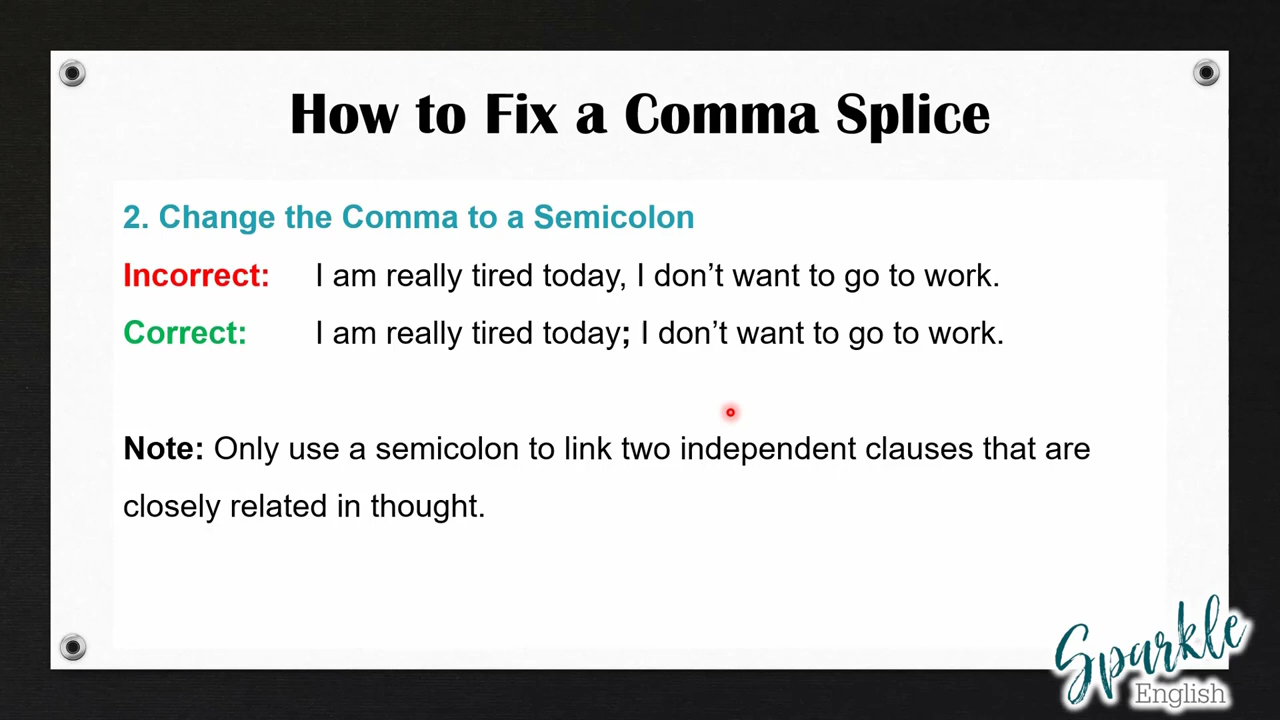 How to Fix a Comma Splice
2. Change the Comma to a Semicolon
Incorrect: I am really tired today, I don’t want to go to work.
Correct: I am really tired today; I don’t want to go to work.
Note: Only use a semicolon to link two independent clauses that are
closely related in thought.
Sparkle
English